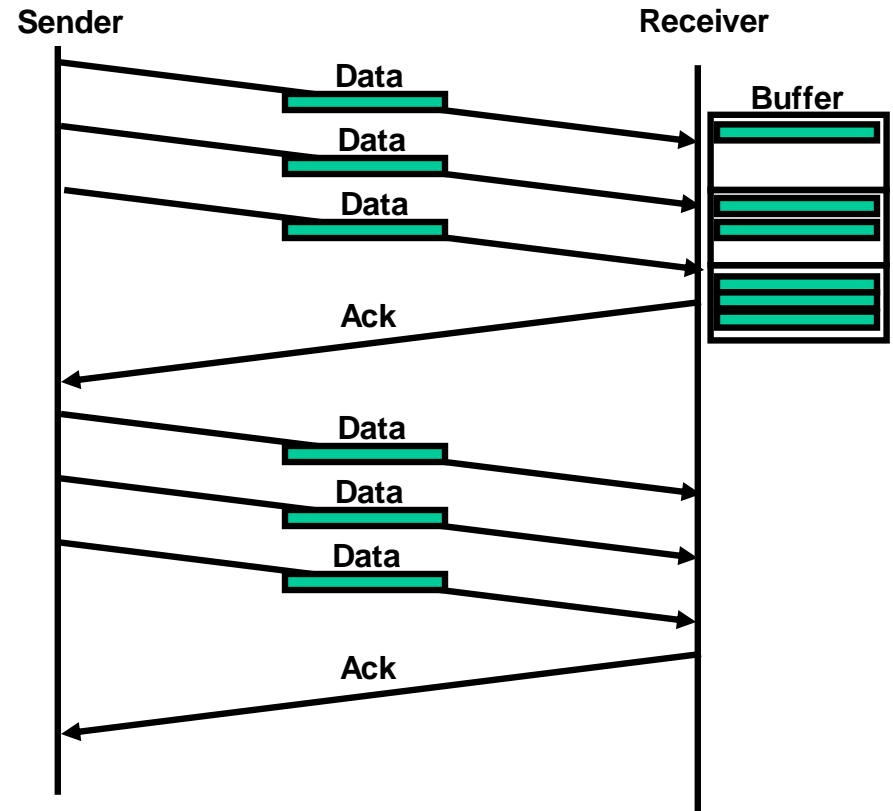 Sender
Receiver
Data
Buffer
Data
Data
Ack
Data
Data
Data
Ack